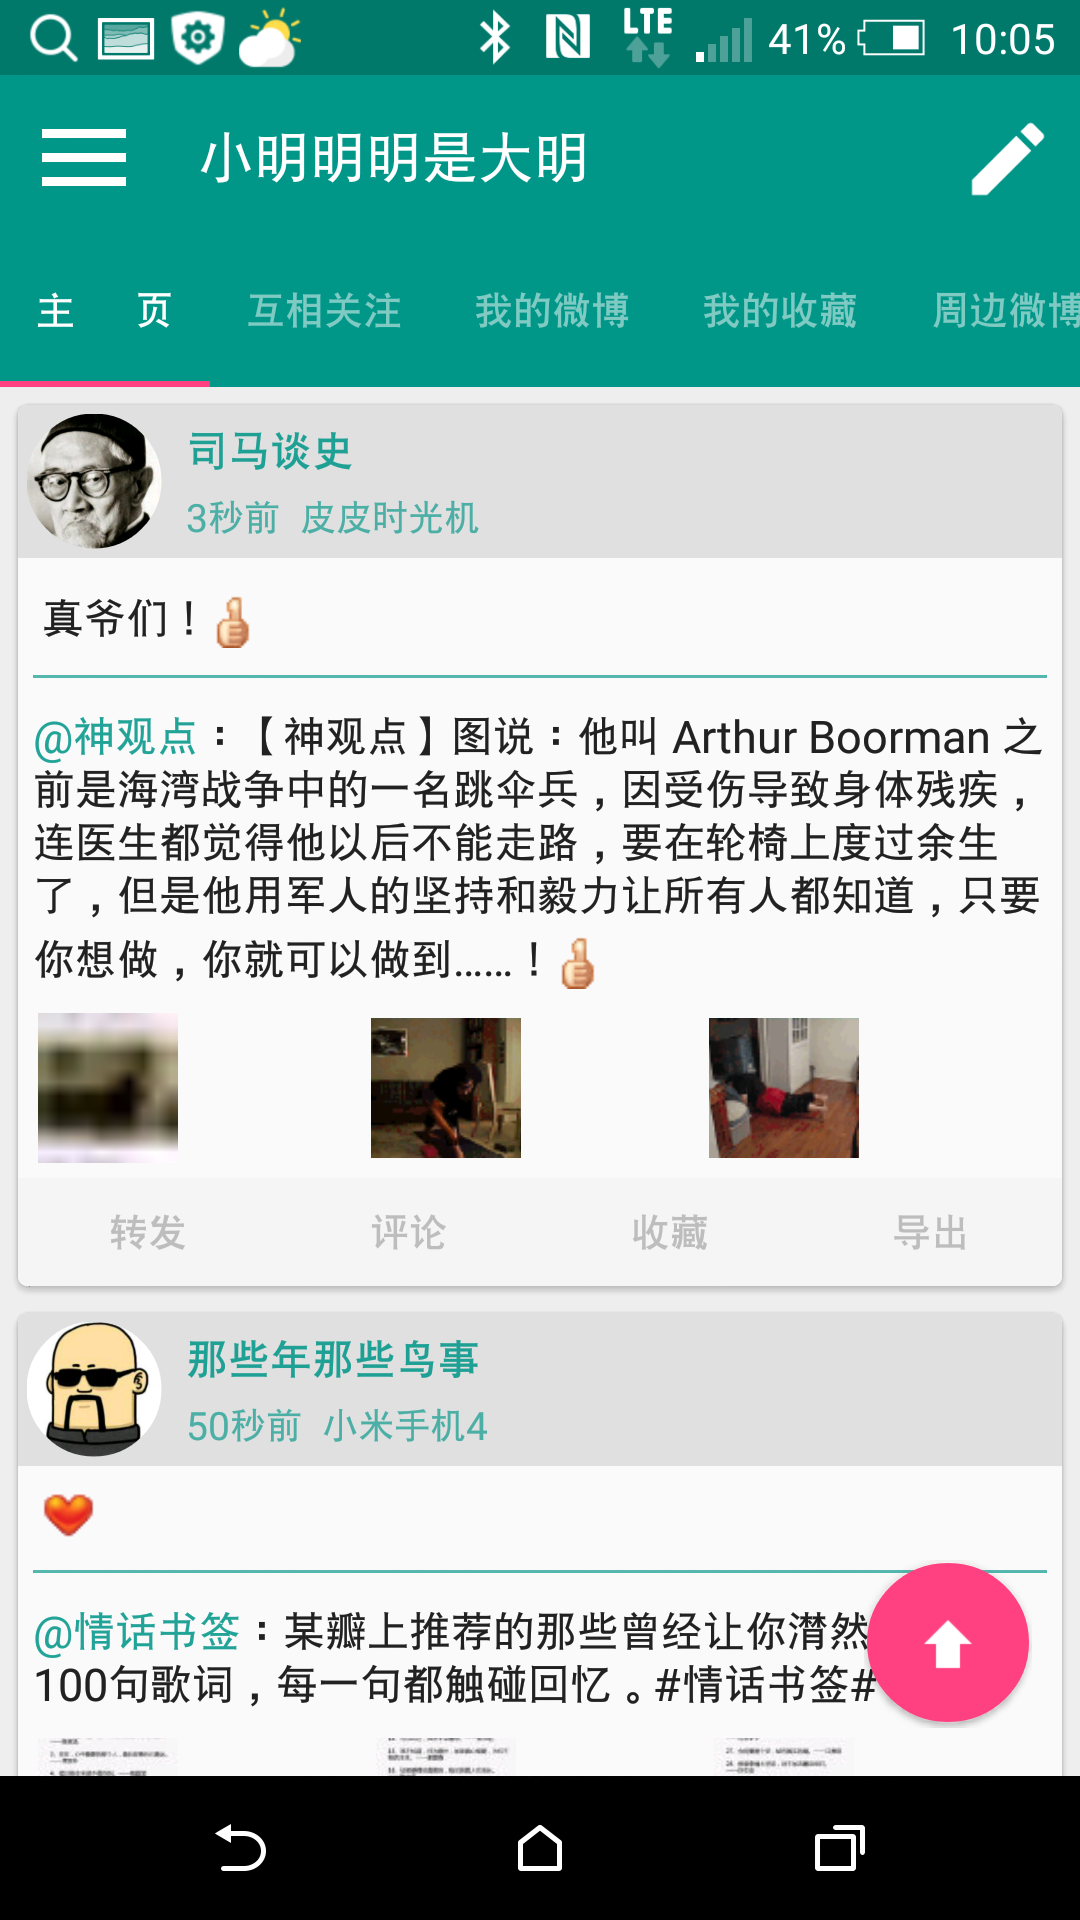 LTE 41% 10:05
小明明明是大明
主 页 互相关注 我的微博 我的收藏 周边微博
司马谈史
3秒前 皮皮时光机
真爷们！
@神观点：【神观点】图说：他叫 Arthur Boorman 之
前是海湾战争中的一名跳伞兵，因受伤导致身体残疾，
连医生都觉得他以后不能走路，要在轮椅上度过余生
了，但是他用军人的坚持和毅力让所有人都知道，只要
你想做，你就可以做到……！
转发 评论 收藏 导出
那些年那些鸟事
50秒前 小米手机4
@情话书签：某瓣上推荐的那些曾经让你潸然
100句歌词，每一句都触碰回忆。#情话书签#